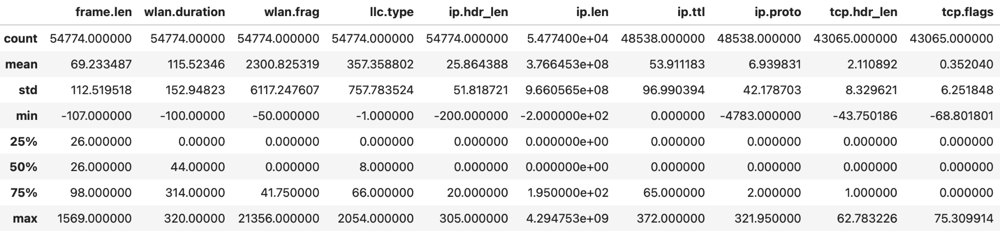 frame.len wlan.duration wlan.frag llc.type ip.hdr_len ip.len ip.ttl ip.proto tcp.hdr_len tcp.flags
count 54774.000000 54774.00000 54774.000000 54774.000000 54774.000000 5.477400e+04 48538.000000 48538.000000 43065.000000 43065.000000
mean 69.233487 115.52346 2300.825319 357.358802 25.864388 3.766453e+08 53.911183 6.939831 2.110892 0.352040
std 112.519518 152.94823 6117.247607 757.783524 51.818721 9.660565e+08 96.990394 42.178703 8.329621 6.251848
min -107.000000 -100.00000 -50.000000 -1.000000 -200.000000 -2.000000e+02 0.000000 -4783.000000 -43.750186 -68.801801
25% 26.000000 0.00000 0.000000 0.000000 0.000000 0.000000e+00 0.000000 0.000000 0.000000 0.000000
50% 26.000000 44.00000 0.000000 8.000000 0.000000 0.000000e+00 0.000000 0.000000 0.000000 0.000000
75% 98.000000 314.00000 41.750000 66.000000 20.000000 1.950000e+02 65.000000 2.000000 1.000000 0.000000
max 1569.000000 320.00000 21356.000000 2054.000000 305.000000 4.294753e+09 372.000000 321.950000 62.783226 75.309914